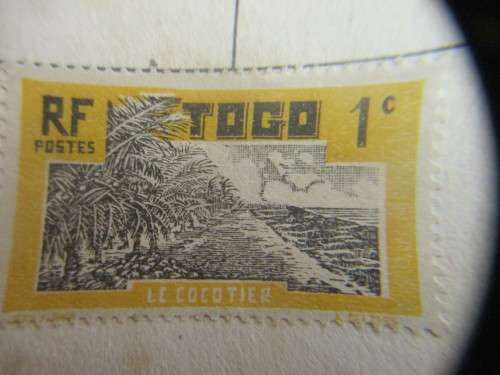 RF TOGO 1c
POSTES
LE COCOTIER